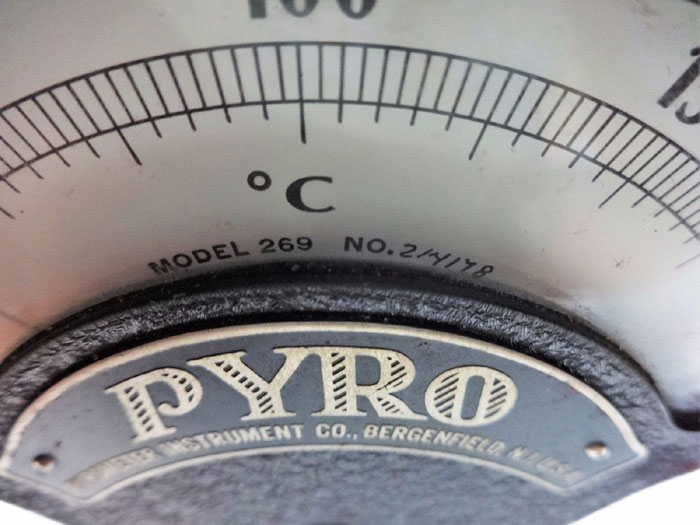 100
°C
MODEL 269 NO. 214178
PYRO
INSTRUMENT CO., BERGENFIELD, N.J. U.S.A.